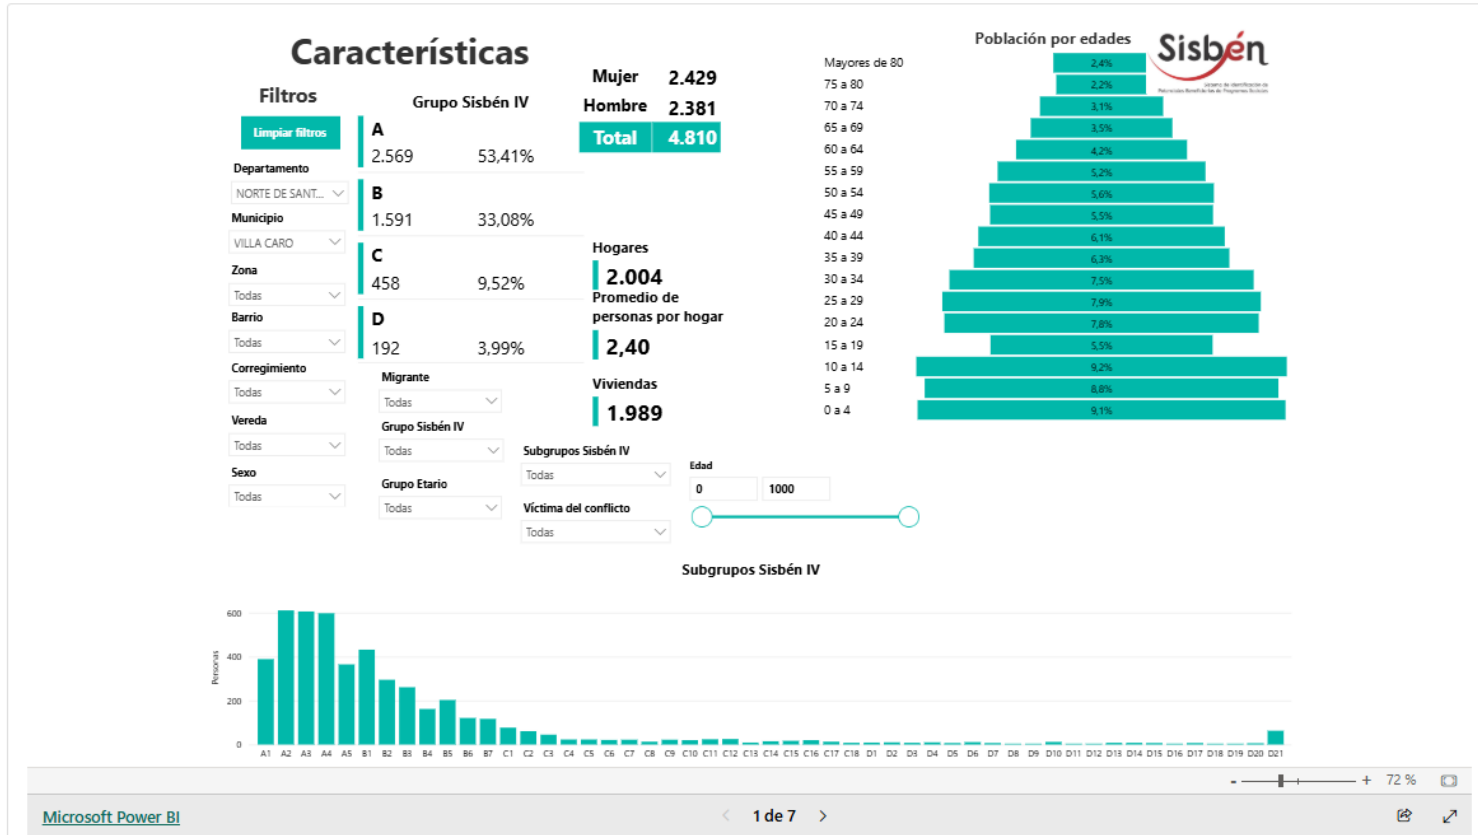 Características
Filtros
Limpiar filtros
Departamento
NORTE DE SANT...
Municipio
VILLA CARO
Zona
Todas
Barrio
Todas
Corregimiento
Todas
Vereda
Todas
Sexo
Todas
Grupo Sisbén IV
A
2.569 53,41%
B
1.591 33,08%
C
458 9,52%
D
192 3,99%
Migrante
Todas
Grupo Sisbén IV
Todas
Grupo Etario
Todas
Mujer 2.429
Hombre 2.381
Total 4.810
Hogares
2.004
Promedio de
personas por hogar
2,40
Viviendas
1.989
Subgrupos Sisbén IV
Todas
Víctima del conflicto
Todas
Edad
0 1000
Población por edades
Sisbén
sistema de identificación de
Potenciales Beneficiarios de Programas Sociales
Mayores de 80 2,4%
75 a 80 2,2%
70 a 74 3,1%
65 a 69 3,5%
60 a 64 4,2%
55 a 59 5,2%
50 a 54 5,6%
45 a 49 5,5%
40 a 44 6,1%
35 a 39 6,3%
30 a 34 7,5%
25 a 29 7,9%
20 a 24 7,8%
15 a 19 5,5%
10 a 14 9,2%
5 a 9 8,8%
0 a 4 9,1%
Subgrupos Sisbén IV
Personas
600
400
200
0
A1 A2 A3 A4 A5 B1 B2 B3 B4 B5 B6 B7 C1 C2 C3 C4 C5 C6 C7 C8 C9 C10 C11 C12 C13 C14 C15 C16 C17 C18 D1 D2 D3 D4 D5 D6 D7 D8 D9 D10 D11 D12 D13 D14 D15 D16 D17 D18 D19 D20 D21
- + 72 %
Microsoft Power BI
1 de 7